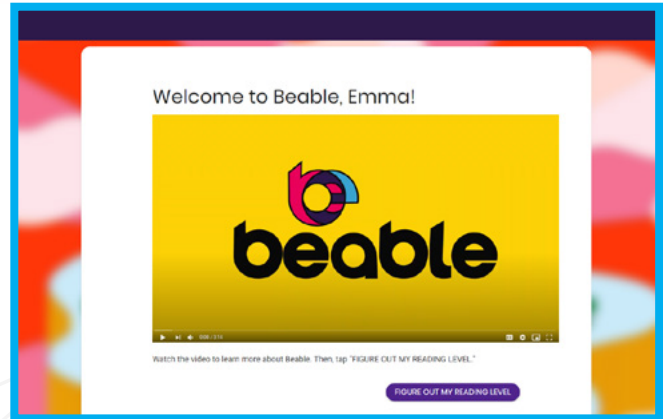 Welcome to Beable, Emma!
be
beable
Watch the video to learn more about Beable. Then, tap "FIGURE OUT MY READING LEVEL."
FIGURE OUT MY READING LEVEL